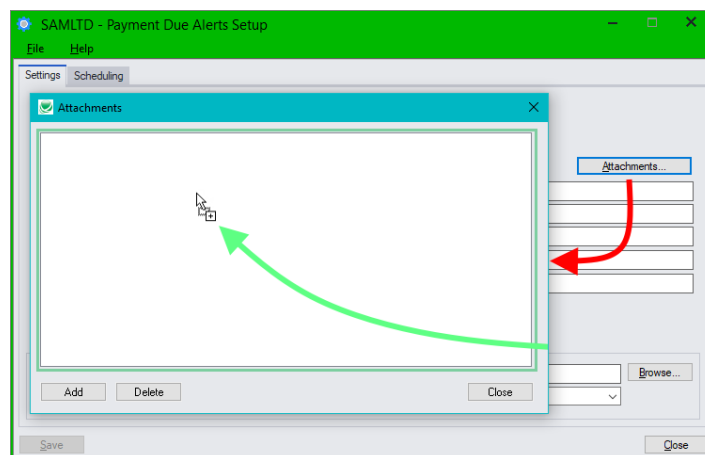 SAMLTD - Payment Due Alerts Setup
File Help
Settings Scheduling
Attachments
Attachments...
Browse...
Add Delete Close
Save Close